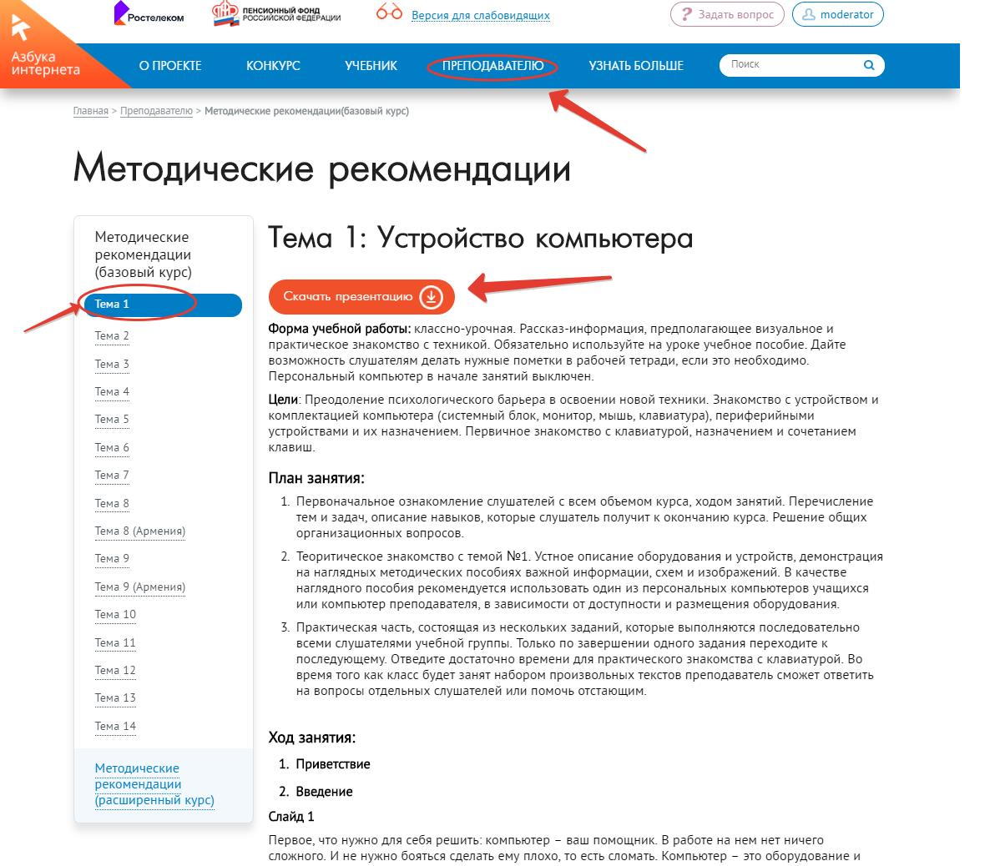 Ростелеком
ПЕНСИОННЫЙ ФОНД
РОССИЙСКОЙ ФЕДЕРАЦИИ
Версия для слабовидящих
Задать вопрос
moderator
Азбука
интернета
О ПРОЕКТЕ
КОНКУРС
УЧЕБНИК
ПРЕПОДАВАТЕЛЮ
УЗНАТЬ БОЛЬШЕ
Поиск
Главная > Преподавателю > Методические рекомендации(базовый курс)
Методические рекомендации
Методические
рекомендации
(базовый курс)
Тема 1
Тема 2
Тема 3
Тема 4
Тема 5
Тема 6
Тема 7
Тема 8
Тема 8 (Армения)
Тема 9
Тема 9 (Армения)
Тема 10
Тема 11
Тема 12
Тема 13
Тема 14
Методические
рекомендации
(расширенный курс)
Тема 1: Устройство компьютера
Скачать презентацию
Форма учебной работы: классно-урочная. Рассказ-информация, предполагающее визуальное и
практическое знакомство с техникой. Обязательно используйте на уроке учебное пособие. Дайте
возможность слушателям делать нужные пометки в рабочей тетради, если это необходимо.
Персональный компьютер в начале занятий выключен.
Цели: Преодоление психологического барьера в освоении новой техники. Знакомство с устройством и
комплектацией компьютера (системный блок, монитор, мышь, клавиатура), периферийными
устройствами и их назначением. Первичное знакомство с клавиатурой, назначением и сочетанием
клавиш.
План занятия:
1. Первоначальное ознакомление слушателей с всем объемом курса, ходом занятий. Перечисление
тем и задач, описание навыков, которые слушатель получит к окончанию курса. Решение общих
организационных вопросов.
2. Теоритическое знакомство с темой №1. Устное описание оборудования и устройств, демонстрация
на наглядных методических пособиях важной информации, схем и изображений. В качестве
наглядного пособия рекомендуется использовать один из персональных компьютеров учащихся
или компьютер преподавателя, в зависимости от доступности и размещения оборудования.
3. Практическая часть, состоящая из нескольких заданий, которые выполняются последовательно
всеми слушателями учебной группы. Только по завершении одного задания переходите к
последующему. Отведите достаточно времени для практического знакомства с клавиатурой. Во
время того как класс будет занят набором произвольных текстов преподаватель сможет ответить
на вопросы отдельных слушателей или помочь отстающим.
Ход занятия:
1. Приветствие
2. Введение
Слайд 1
Первое, что нужно для себя решить: компьютер – ваш помощник. В работе на нем нет ничего
сложного. И не нужно бояться сделать ему плохо, то есть сломать. Компьютер – это оборудование и